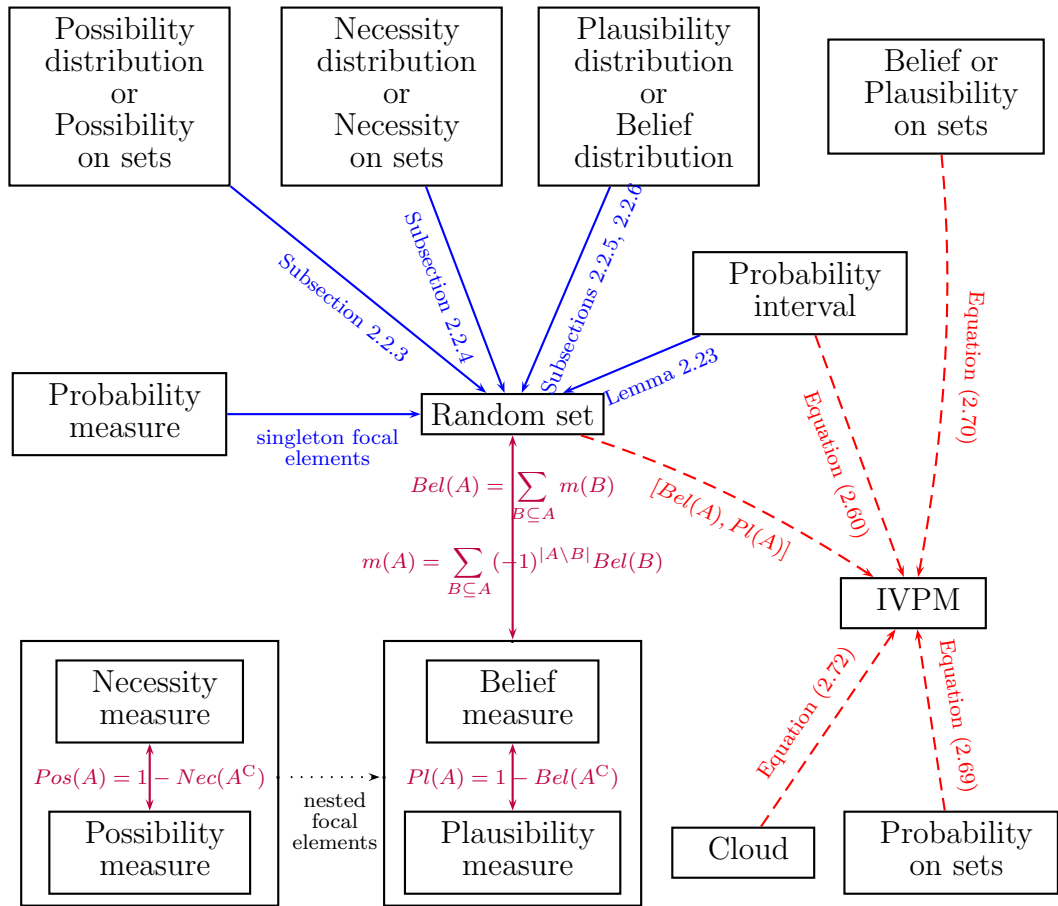 Possibility
distribution
or
Possibility
on sets
Necessity
distribution
or
Necessity
on sets
Plausibility
distribution
or
Belief
distribution
Belief or
Plausibility
on sets
Subsection 2.2.3
Subsection 2.2.4
Subsections 2.2.5, 2.2.6
Probability
interval
Lemma 2.23
Equation (2.70)
Equation (2.60)
Probability
measure
singleton focal
elements
Random set
[Bel(A), Pl(A)]
Bel(A) = ∑_{B⊆A} m(B)
m(A) = ∑_{B⊆A} (−1)^{|A\B|} Bel(B)
IVPM
Necessity
measure
Pos(A) = 1 − Nec(A^C)
Possibility
measure
nested
focal
elements
Belief
measure
Pl(A) = 1 − Bel(A^C)
Plausibility
measure
Equation (2.72)
Equation (2.69)
Cloud
Probability
on sets